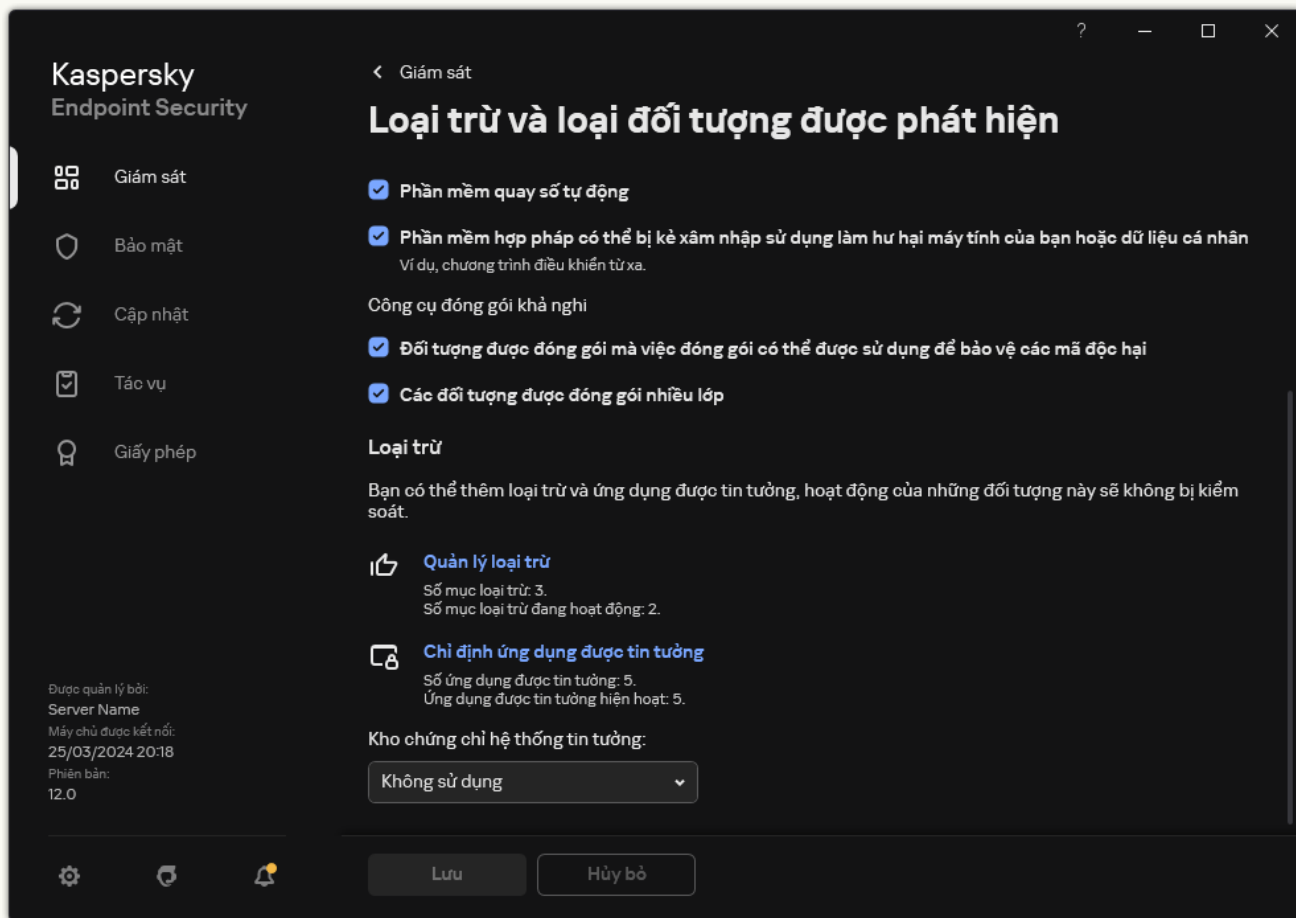 ?
Kaspersky
Endpoint Security
Giám sát
Bảo mật
Cập nhật
Tác vụ
Giấy phép
Được quản lý bởi:
Server Name
Máy chủ được kết nối:
25/03/2024 20:18
Phiên bản:
12.0
Giám sát
Loại trừ và loại đối tượng được phát hiện
Phần mềm quay số tự động
Phần mềm hợp pháp có thể bị kẻ xâm nhập sử dụng làm hư hại máy tính của bạn hoặc dữ liệu cá nhân
Ví dụ, chương trình điều khiển từ xa.
Công cụ đóng gói khả nghi
Đối tượng được đóng gói mà việc đóng gói có thể được sử dụng để bảo vệ các mã độc hại
Các đối tượng được đóng gói nhiều lớp
Loại trừ
Bạn có thể thêm loại trừ và ứng dụng được tin tưởng, hoạt động của những đối tượng này sẽ không bị kiểm
soát.
Quản lý loại trừ
Số mục loại trừ: 3.
Số mục loại trừ đang hoạt động: 2.
Chỉ định ứng dụng được tin tưởng
Số ứng dụng được tin tưởng: 5.
Ứng dụng được tin tưởng hiện hoạt: 5.
Kho chứng chỉ hệ thống tin tưởng:
Không sử dụng
Lưu
Hủy bỏ